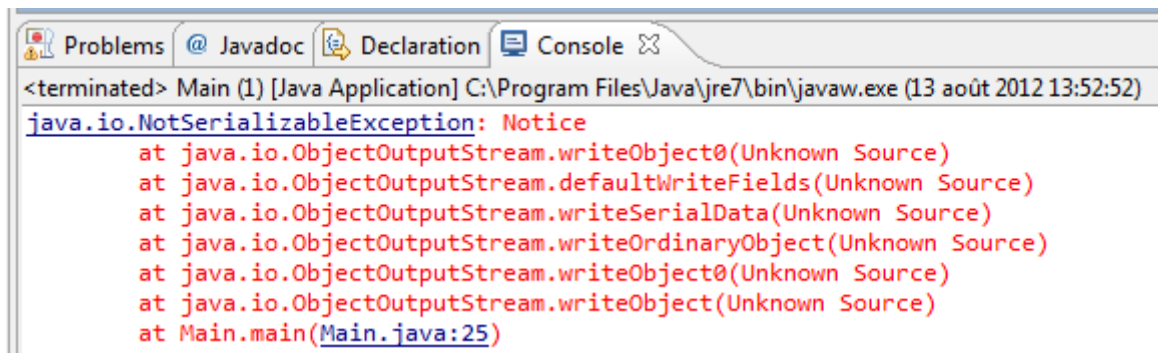 Problems @ Javadoc Declaration Console
<terminated> Main (1) [Java Application] C:\Program Files\Java\jre7\bin\javaw.exe (13 août 2012 13:52:52)
java.io.NotSerializableException: Notice
at java.io.ObjectOutputStream.writeObject0(Unknown Source)
at java.io.ObjectOutputStream.defaultWriteFields(Unknown Source)
at java.io.ObjectOutputStream.writeSerialData(Unknown Source)
at java.io.ObjectOutputStream.writeOrdinaryObject(Unknown Source)
at java.io.ObjectOutputStream.writeObject0(Unknown Source)
at java.io.ObjectOutputStream.writeObject(Unknown Source)
at Main.main(Main.java:25)